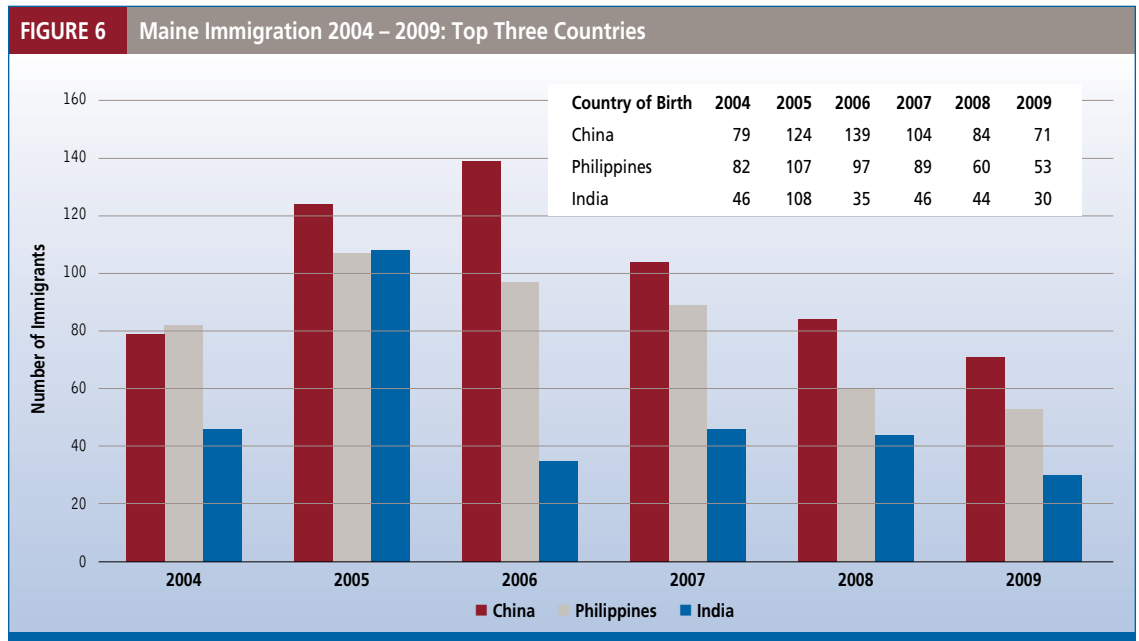 FIGURE 6 Maine Immigration 2004 – 2009: Top Three Countries
Number of Immigrants
160
140
120
100
80
60
40
20
0
Country of Birth 2004 2005 2006 2007 2008 2009
China 79 124 139 104 84 71
Philippines 82 107 97 89 60 53
India 46 108 35 46 44 30
2004 2005 2006 2007 2008 2009
China Philippines India